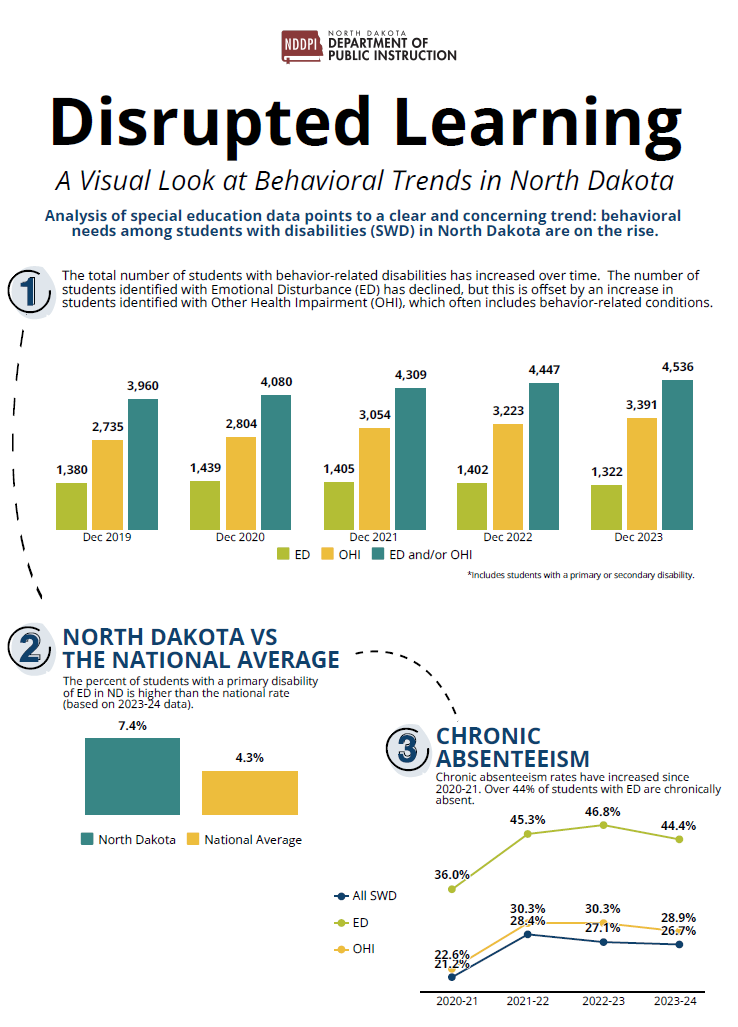 NDDPI
NORTH DAKOTA
DEPARTMENT OF
PUBLIC INSTRUCTION
Disrupted Learning
A Visual Look at Behavioral Trends in North Dakota
Analysis of special education data points to a clear and concerning trend: behavioral
needs among students with disabilities (SWD) in North Dakota are on the rise.
1
The total number of students with behavior-related disabilities has increased over time. The number of
students identified with Emotional Disturbance (ED) has declined, but this is offset by an increase in
students identified with Other Health Impairment (OHI), which often includes behavior-related conditions.
1,380 2,735 3,960
1,439 2,804 4,080
1,405 3,054 4,309
1,402 3,223 4,447
1,322 3,391 4,536
Dec 2019 Dec 2020 Dec 2021 Dec 2022 Dec 2023
ED OHI ED and/or OHI
*Includes students with a primary or secondary disability.
2
NORTH DAKOTA VS
THE NATIONAL AVERAGE
The percent of students with a primary disability
of ED in ND is higher than the national rate
(based on 2023-24 data).
7.4%
4.3%
North Dakota National Average
3
CHRONIC
ABSENTEEISM
Chronic absenteeism rates have increased since
2020-21. Over 44% of students with ED are chronically
absent.
All SWD
ED
OHI
36.0% 45.3% 46.8% 44.4%
22.6% 30.3% 30.3% 28.9%
21.2% 28.4% 27.1% 26.7%
2020-21 2021-22 2022-23 2023-24